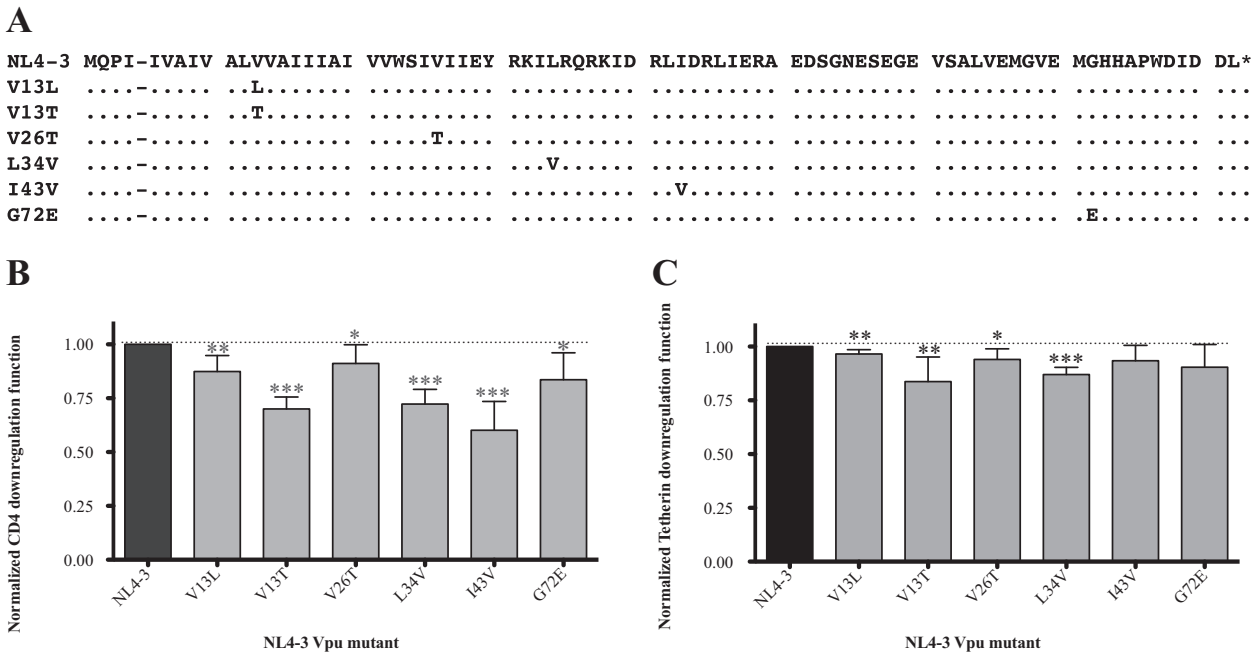 A
NL4-3 MQPI-IVAIV ALVVAIIIAI VVWSIVIIEY RKILRQRKID RLIDRLIERA EDSGNESEGE VSALVEMGVE MGHHAPWDID DL*
V13L ....-..... ..L....... .......... .......... .......... .......... .......... .......... ...
V13T ....-..... ..T....... .......... .......... .......... .......... .......... .......... ...
V26T ....-..... .......... .....T.... .......... .......... .......... .......... .......... ...
L34V ....-..... .......... .......... ...V...... .......... .......... .......... .......... ...
I43V ....-..... .......... .......... .......... ..V....... .......... .......... .......... ...
G72E ....-..... .......... .......... .......... .......... .......... .......... .E........ ...
B
Normalized CD4 downregulation function
1.00
0.75
0.50
0.25
0.00
**
***
*
***
***
*
NL4-3
V13L
V13T
V26T
L34V
I43V
G72E
NL4-3 Vpu mutant
C
Normalized Tetherin downregulation function
1.00
0.75
0.50
0.25
0.00
**
**
*
***
NL4-3
V13L
V13T
V26T
L34V
I43V
G72E
NL4-3 Vpu mutant